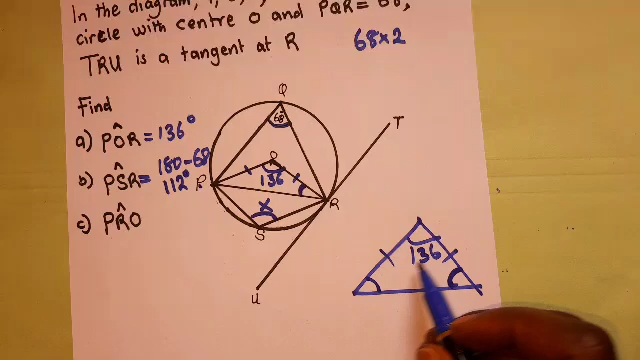 In the diagram,
circle with centre O and PQR = 68,
TRU is a tangent at R
68×2
Find
a) PÔR = 136°
b) PŜR = 180-68
112°
c) PR̂O
Q
68
T
O
136
P
R
x
S
U
136